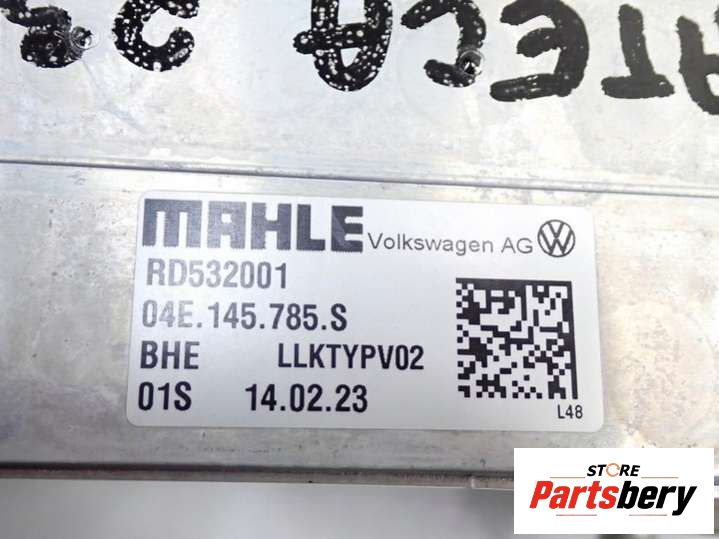 MAHLE Volkswagen AG
RD532001
04E.145.785.S
BHE LLKTYPV02
01S 14.02.23
L48
STORE
Partsbery